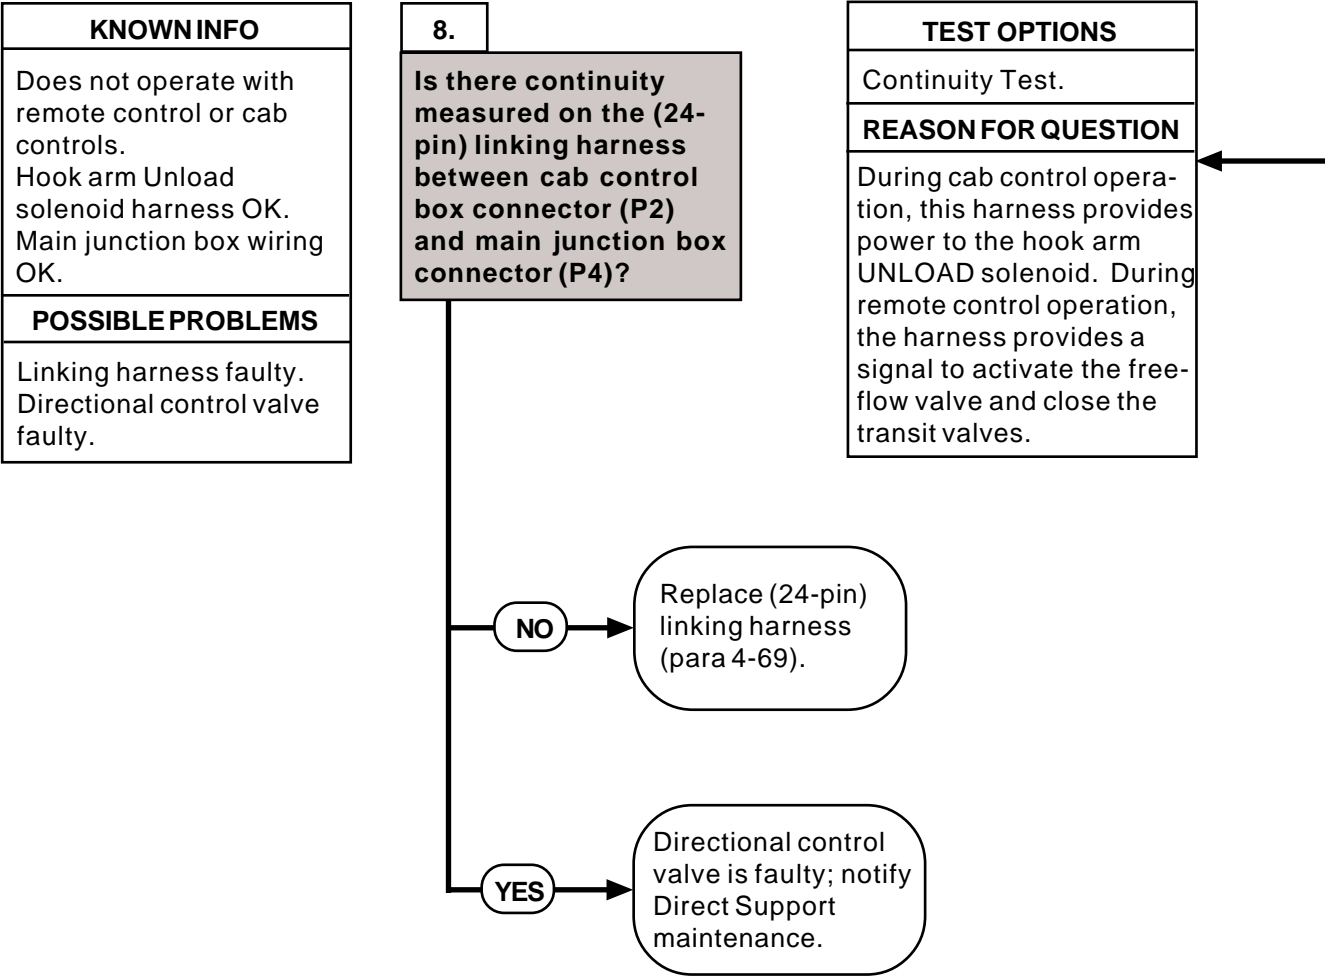 KNOWN INFO
Does not operate with
remote control or cab
controls.
Hook arm Unload
solenoid harness OK.
Main junction box wiring
OK.
POSSIBLE PROBLEMS
Linking harness faulty.
Directional control valve
faulty.
8.
Is there continuity
measured on the (24-
pin) linking harness
between cab control
box connector (P2)
and main junction box
connector (P4)?
TEST OPTIONS
Continuity Test.
REASON FOR QUESTION
During cab control opera-
tion, this harness provides
power to the hook arm
UNLOAD solenoid. During
remote control operation,
the harness provides a
signal to activate the free-
flow valve and close the
transit valves.
NO
Replace (24-pin)
linking harness
(para 4-69).
YES
Directional control
valve is faulty; notify
Direct Support
maintenance.